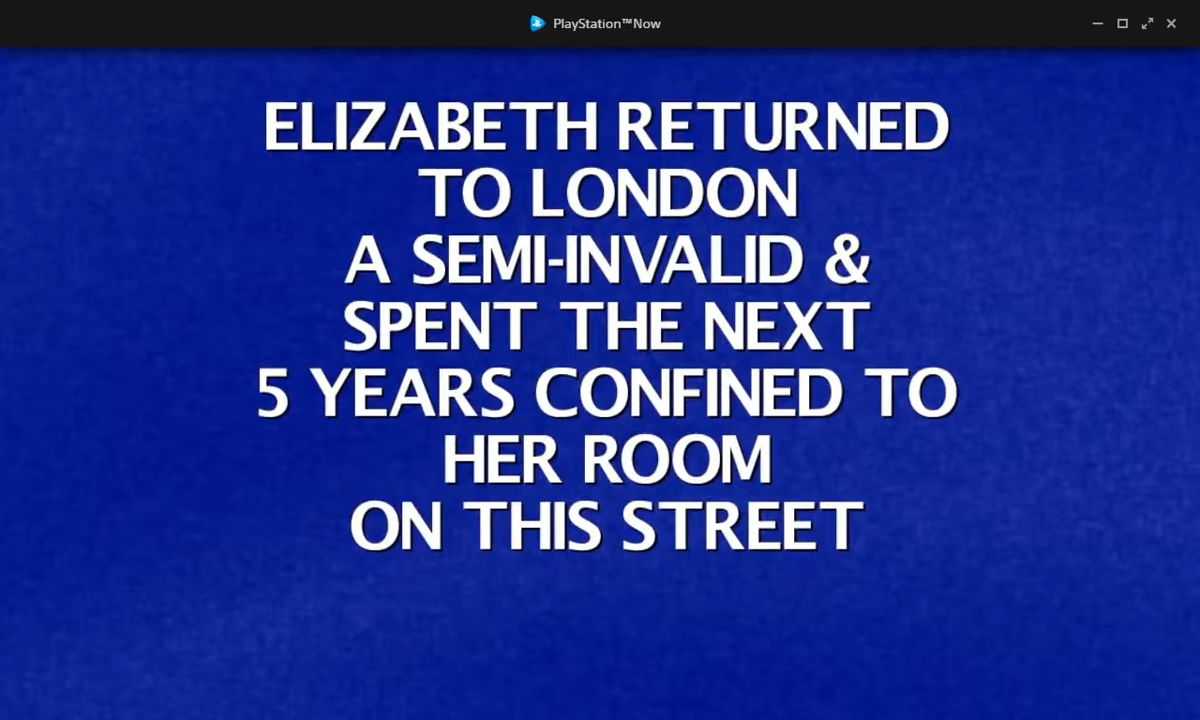 PlayStation™Now
ELIZABETH RETURNED
TO LONDON
A SEMI-INVALID &
SPENT THE NEXT
5 YEARS CONFINED TO
HER ROOM
ON THIS STREET